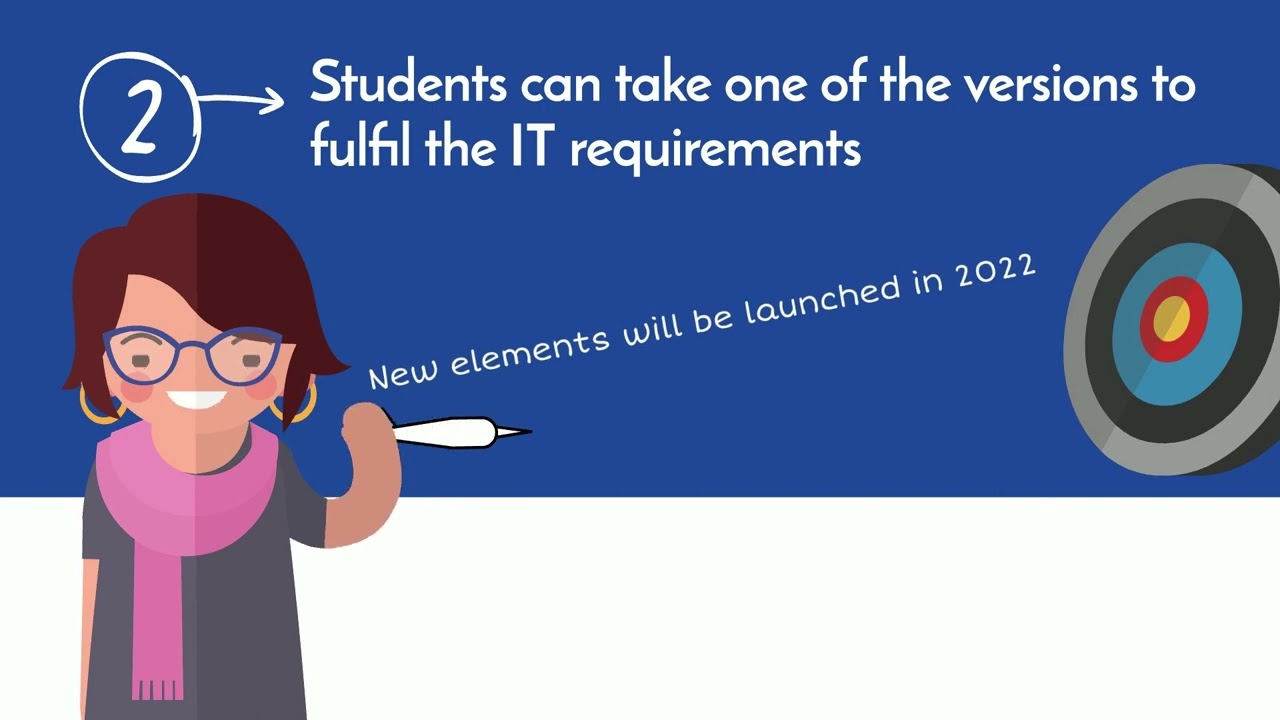 2
Students can take one of the versions to
fulfil the IT requirements
New elements will be launched in 2022